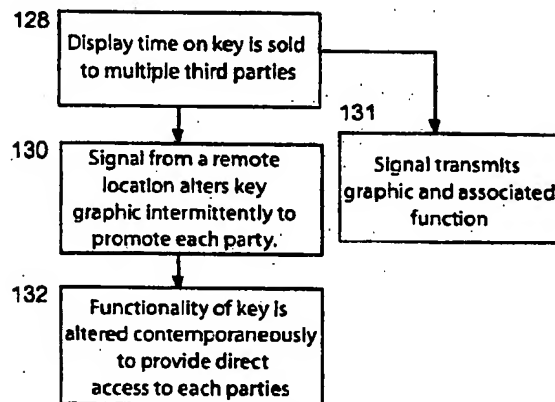 128
Display time on key is sold
to multiple third parties
130
Signal from a remote
location alters key
graphic intermittently to
promote each party.
131
Signal transmits
graphic and associated
function
132
Functionality of key is
altered contemporaneously
to provide direct
access to each parties